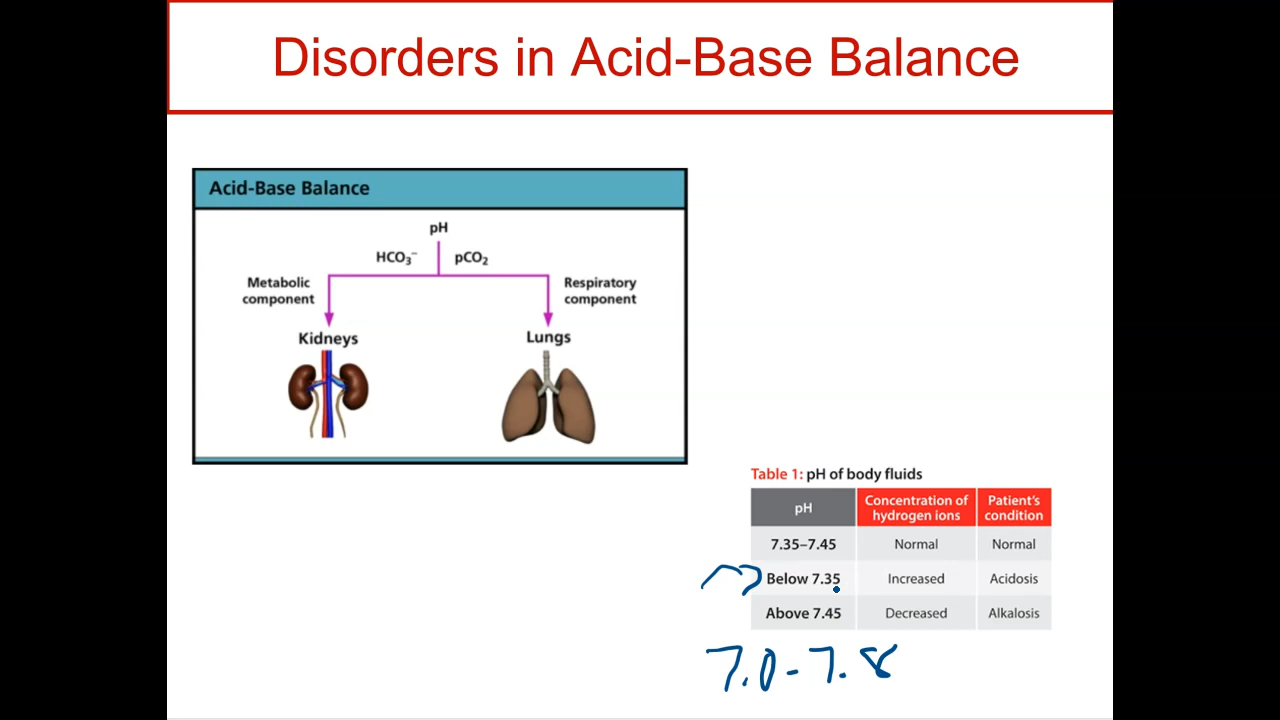 Disorders in Acid-Base Balance
Acid-Base Balance
pH
HCO₃⁻ pCO₂
Metabolic
component
Respiratory
component
Kidneys
Lungs
Table 1: pH of body fluids
pH
Concentration of
hydrogen ions
Patient's
condition
7.35–7.45 Normal Normal
Below 7.35 Increased Acidosis
Above 7.45 Decreased Alkalosis
7.0-7.8